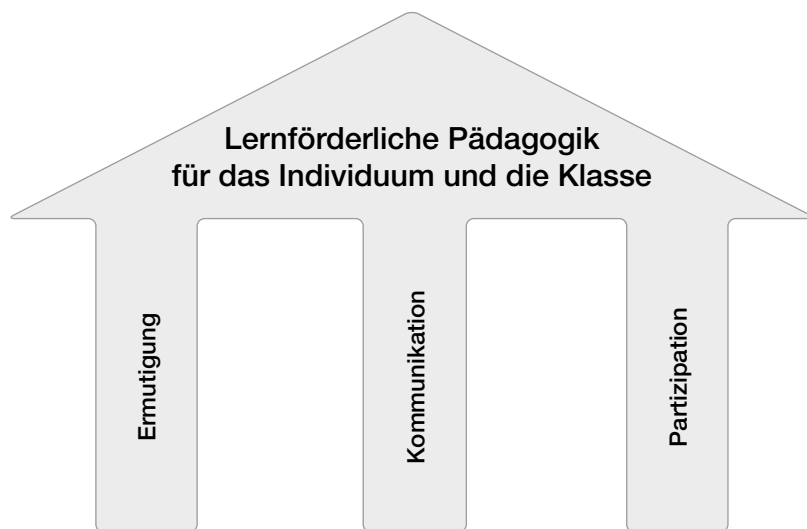 Lernförderliche Pädagogik
für das Individuum und die Klasse
Ermutigung
Kommunikation
Partizipation